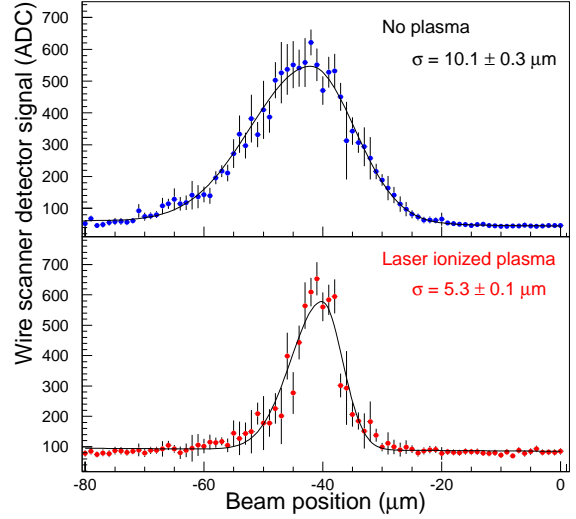 No plasma
σ = 10.1 ± 0.3 μm
700
600
500
400
300
200
100
Laser ionized plasma
σ = 5.3 ± 0.1 μm
700
600
500
400
300
200
100
-80 -60 -40 -20 0
Beam position (μm)
Wire scanner detector signal (ADC)